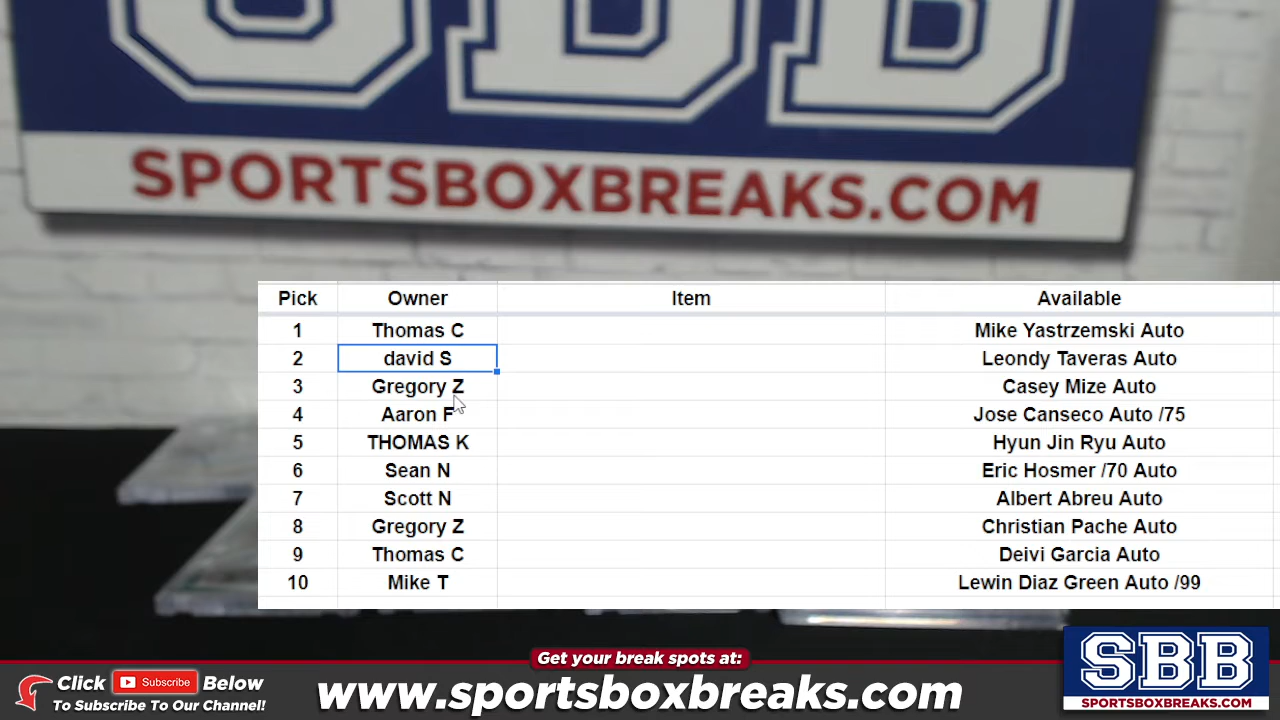 SBB
SPORTSBOXBREAKS.COM
Pick Owner Item Available
1 Thomas C Mike Yastrzemski Auto
2 david S Leondy Taveras Auto
3 Gregory Z Casey Mize Auto
4 Aaron F Jose Canseco Auto /75
5 THOMAS K Hyun Jin Ryu Auto
6 Sean N Eric Hosmer /70 Auto
7 Scott N Albert Abreu Auto
8 Gregory Z Christian Pache Auto
9 Thomas C Deivi Garcia Auto
10 Mike T Lewin Diaz Green Auto /99
Get your break spots at:
Click Subscribe Below
To Subscribe To Our Channel!
www.sportsboxbreaks.com
SBB
SPORTSBOXBREAKS.COM